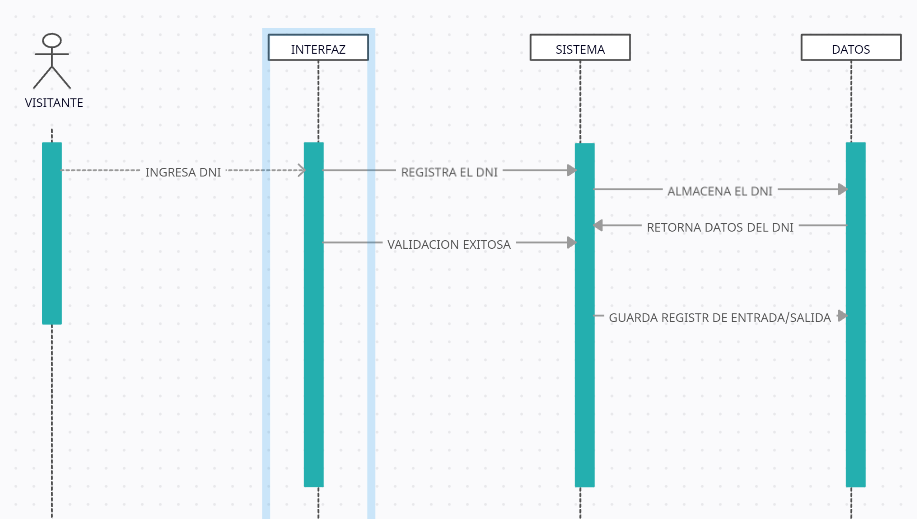 INTERFAZ
SISTEMA
DATOS
VISITANTE
INGRESA DNI
REGISTRA EL DNI
ALMACENA EL DNI
RETORNA DATOS DEL DNI
VALIDACION EXITOSA
GUARDA REGISTR DE ENTRADA/SALIDA